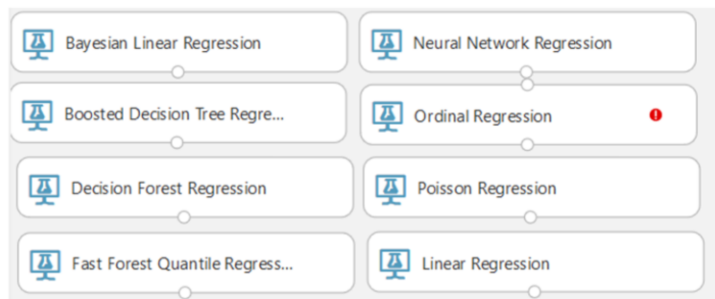 Bayesian Linear Regression
Neural Network Regression
Boosted Decision Tree Regre...
Ordinal Regression
Decision Forest Regression
Poisson Regression
Fast Forest Quantile Regress...
Linear Regression